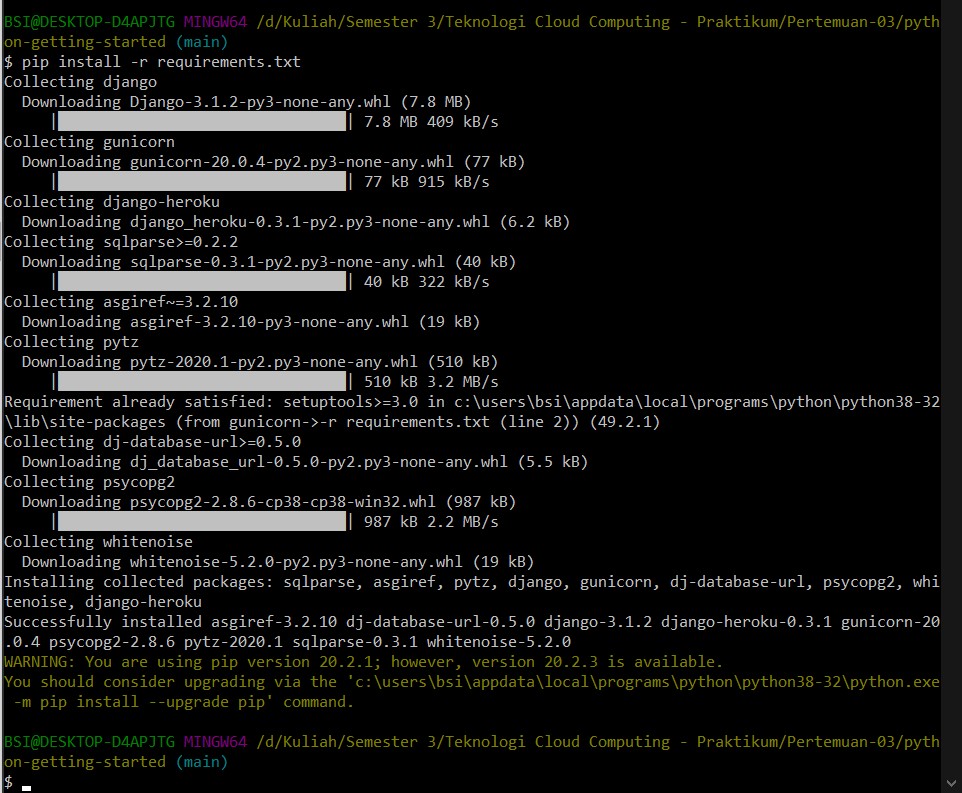 BSI@DESKTOP-D4APJTG MINGW64 /d/Kuliah/Semester 3/Teknologi Cloud Computing - Praktikum/Pertemuan-03/pyth
on-getting-started (main)
$ pip install -r requirements.txt
Collecting django
  Downloading Django-3.1.2-py3-none-any.whl (7.8 MB)
     |████████████████████████████████| 7.8 MB 409 kB/s
Collecting gunicorn
  Downloading gunicorn-20.0.4-py2.py3-none-any.whl (77 kB)
     |████████████████████████████████| 77 kB 915 kB/s
Collecting django-heroku
  Downloading django_heroku-0.3.1-py2.py3-none-any.whl (6.2 kB)
Collecting sqlparse>=0.2.2
  Downloading sqlparse-0.3.1-py2.py3-none-any.whl (40 kB)
     |████████████████████████████████| 40 kB 322 kB/s
Collecting asgiref~=3.2.10
  Downloading asgiref-3.2.10-py3-none-any.whl (19 kB)
Collecting pytz
  Downloading pytz-2020.1-py2.py3-none-any.whl (510 kB)
     |████████████████████████████████| 510 kB 3.2 MB/s
Requirement already satisfied: setuptools>=3.0 in c:\users\bsi\appdata\local\programs\python\python38-32
\lib\site-packages (from gunicorn->-r requirements.txt (line 2)) (49.2.1)
Collecting dj-database-url>=0.5.0
  Downloading dj_database_url-0.5.0-py2.py3-none-any.whl (5.5 kB)
Collecting psycopg2
  Downloading psycopg2-2.8.6-cp38-cp38-win32.whl (987 kB)
     |████████████████████████████████| 987 kB 2.2 MB/s
Collecting whitenoise
  Downloading whitenoise-5.2.0-py2.py3-none-any.whl (19 kB)
Installing collected packages: sqlparse, asgiref, pytz, django, gunicorn, dj-database-url, psycopg2, whi
tenoise, django-heroku
Successfully installed asgiref-3.2.10 dj-database-url-0.5.0 django-3.1.2 django-heroku-0.3.1 gunicorn-20
.0.4 psycopg2-2.8.6 pytz-2020.1 sqlparse-0.3.1 whitenoise-5.2.0
WARNING: You are using pip version 20.2.1; however, version 20.2.3 is available.
You should consider upgrading via the 'c:\users\bsi\appdata\local\programs\python\python38-32\python.exe
 -m pip install --upgrade pip' command.

BSI@DESKTOP-D4APJTG MINGW64 /d/Kuliah/Semester 3/Teknologi Cloud Computing - Praktikum/Pertemuan-03/pyth
on-getting-started (main)
$